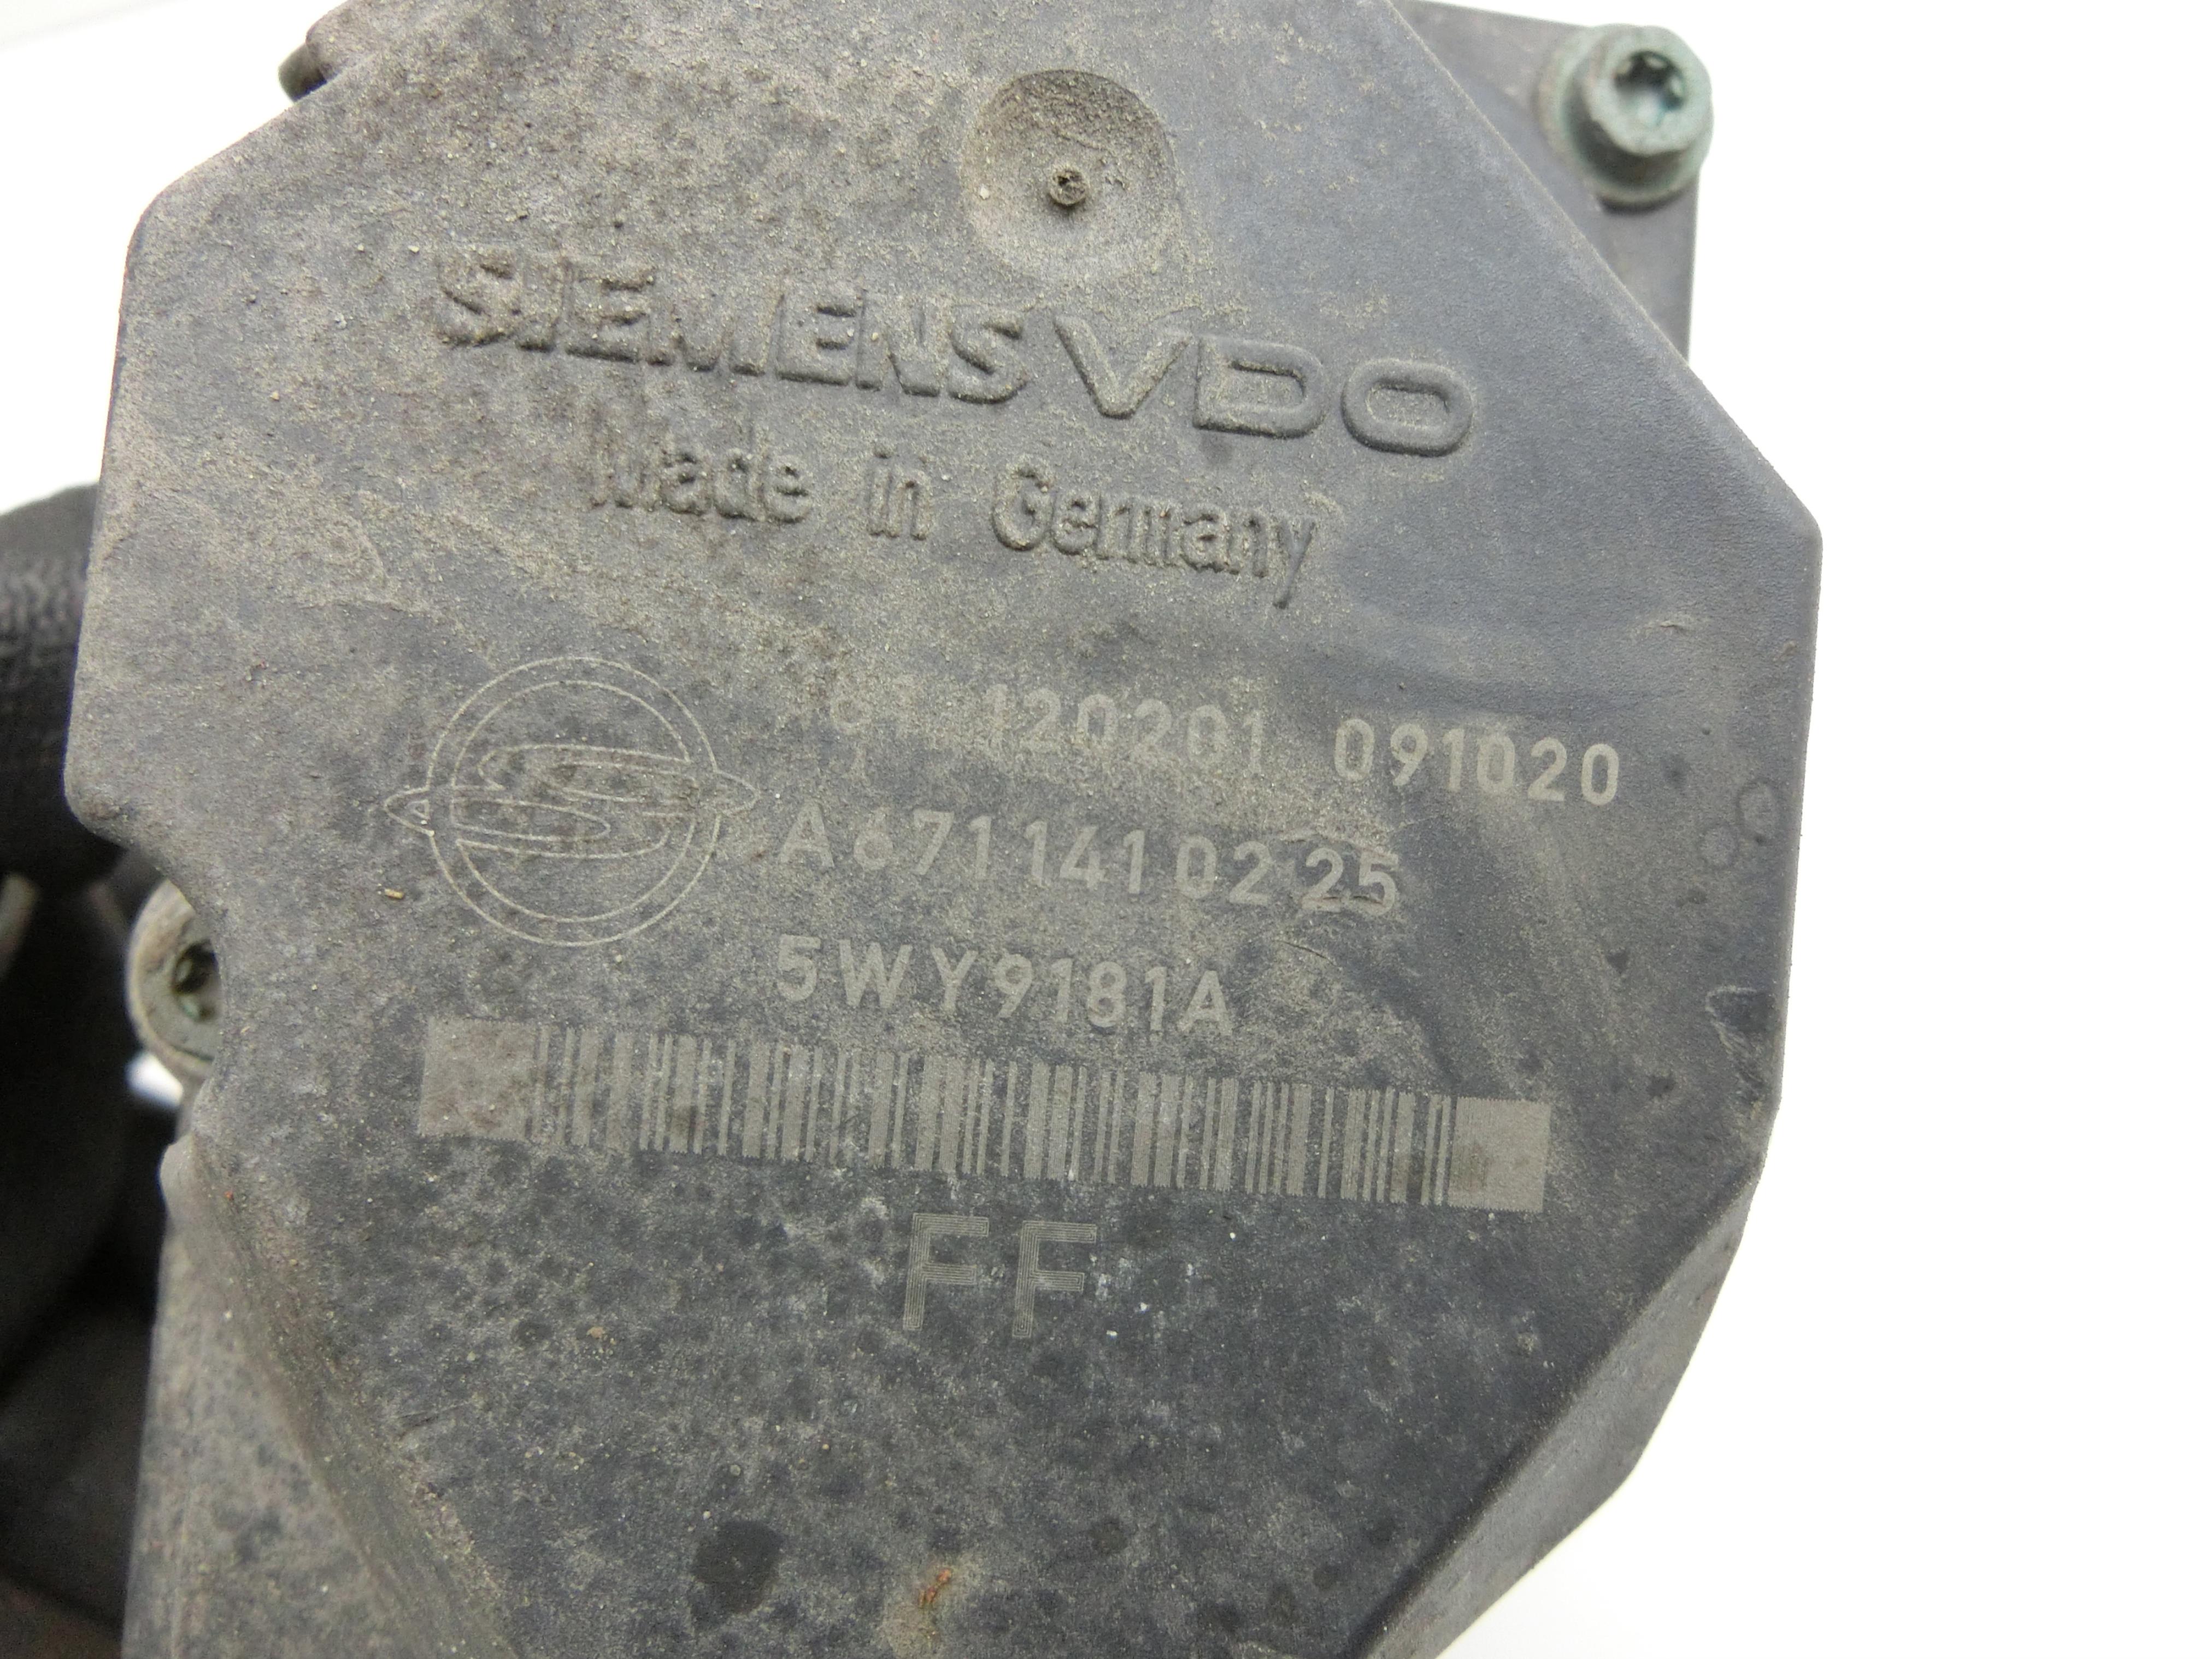 SIEMENS VDO
Made in Germany
120201 091020
A6711410225
5WY9181A
FF